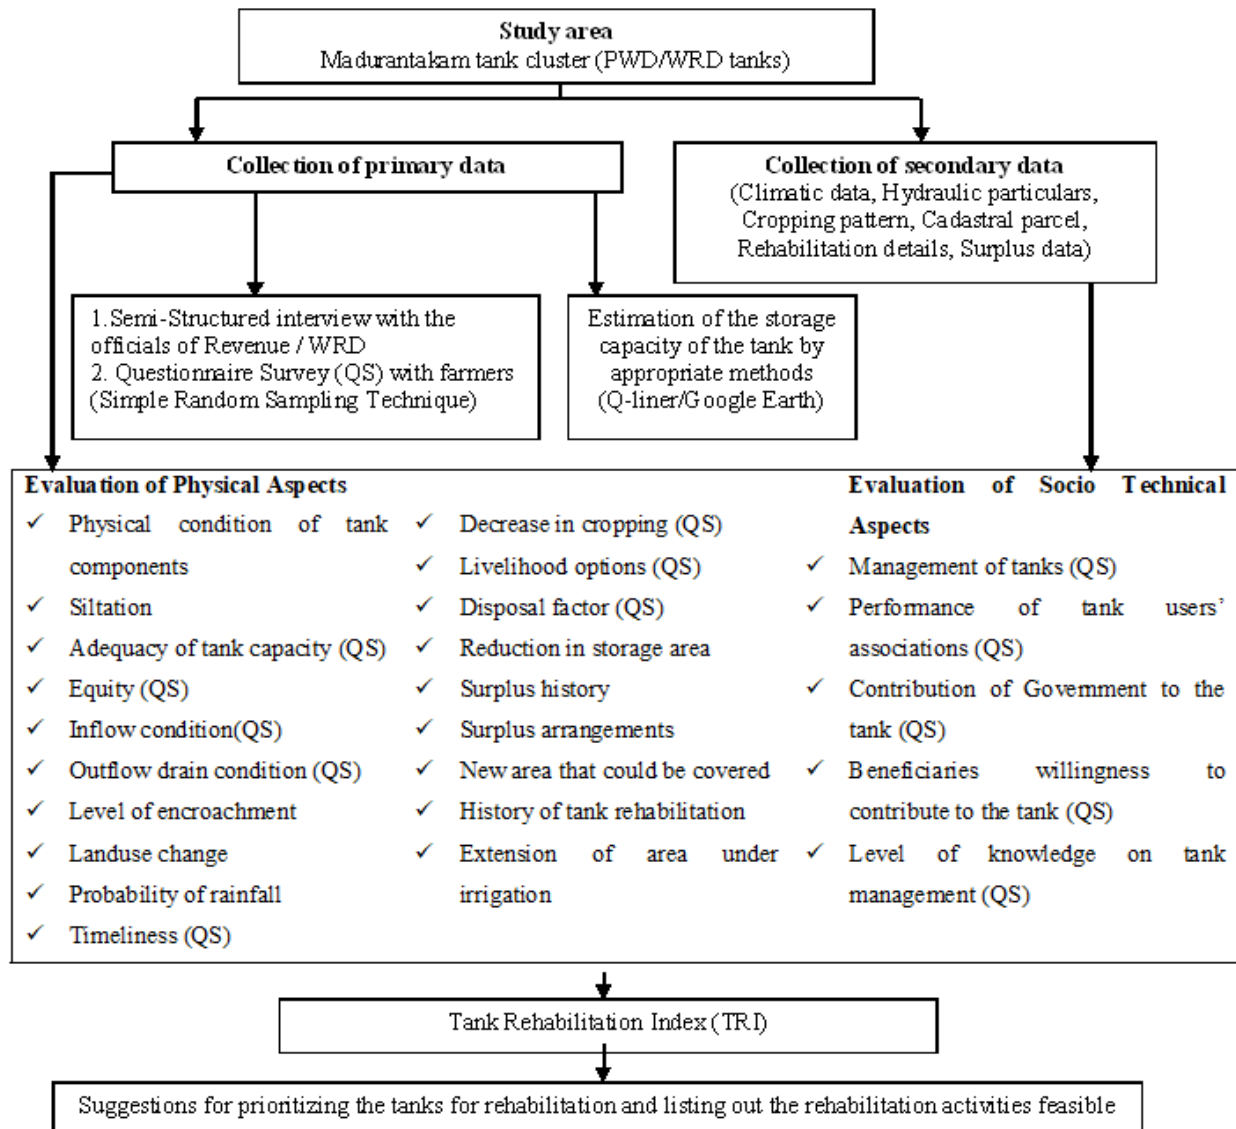 Study area
Madurantakam tank cluster (PWD/WRD tanks)
Collection of primary data
Collection of secondary data
(Climatic data, Hydraulic particulars,
Cropping pattern, Cadastral parcel,
Rehabilitation details, Surplus data)
1.Semi-Structured interview with the
officials of Revenue / WRD
2. Questionnaire Survey (QS) with farmers
(Simple Random Sampling Technique)
Estimation of the storage
capacity of the tank by
appropriate methods
(Q-liner/Google Earth)
Evaluation of Physical Aspects
✓ Physical condition of tank
components
✓ Siltation
✓ Adequacy of tank capacity (QS)
✓ Equity (QS)
✓ Inflow condition(QS)
✓ Outflow drain condition (QS)
✓ Level of encroachment
✓ Landuse change
✓ Probability of rainfall
✓ Timeliness (QS)
✓ Decrease in cropping (QS)
✓ Livelihood options (QS)
✓ Disposal factor (QS)
✓ Reduction in storage area
✓ Surplus history
✓ Surplus arrangements
✓ New area that could be covered
✓ History of tank rehabilitation
✓ Extension of area under
irrigation
Evaluation of Socio Technical
Aspects
✓ Management of tanks (QS)
✓ Performance of tank users’
associations (QS)
✓ Contribution of Government to the
tank (QS)
✓ Beneficiaries willingness to
contribute to the tank (QS)
✓ Level of knowledge on tank
management (QS)
Tank Rehabilitation Index (TRI)
Suggestions for prioritizing the tanks for rehabilitation and listing out the rehabilitation activities feasible